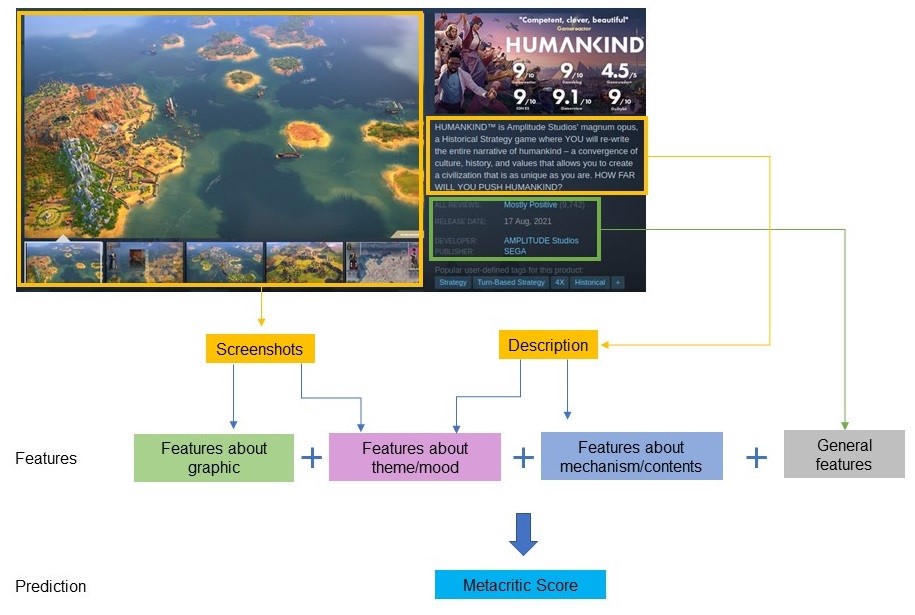 "Competent, clever, beautiful"
Gamereactor
HUMANKIND
9/10 9/10 4.5/5
9/10 9.1/10 9/10
HUMANKIND™ is Amplitude Studios' magnum opus,
a Historical Strategy game where YOU will re-write
the entire narrative of humankind – a convergence of
culture, history, and values that allows you to create
a civilization that is as unique as you are. HOW FAR
WILL YOU PUSH HUMANKIND?
ALL REVIEWS: Mostly Positive (9,742)
RELEASE DATE: 17 Aug, 2021
DEVELOPER: AMPLITUDE Studios
PUBLISHER: SEGA
Popular user-defined tags for this product:
Strategy Turn-Based Strategy 4X Historical +
Screenshots
Description
Features
Features about
graphic
+
Features about
theme/mood
+
Features about
mechanism/contents
+
General
features
Prediction
Metacritic Score